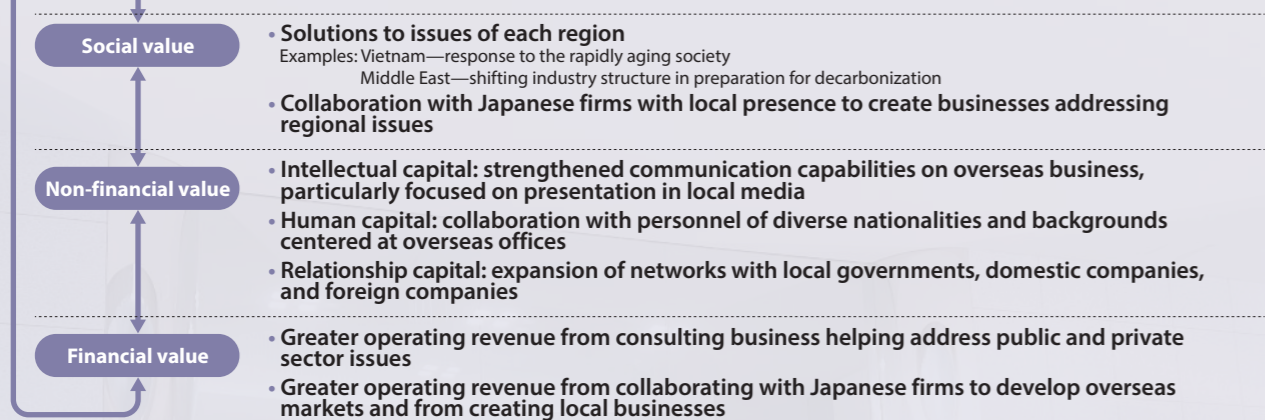 Social value
• Solutions to issues of each region
Examples: Vietnam—response to the rapidly aging society
Middle East—shifting industry structure in preparation for decarbonization
• Collaboration with Japanese firms with local presence to create businesses addressing
regional issues
Non-financial value
• Intellectual capital: strengthened communication capabilities on overseas business,
particularly focused on presentation in local media
• Human capital: collaboration with personnel of diverse nationalities and backgrounds
centered at overseas offices
• Relationship capital: expansion of networks with local governments, domestic companies,
and foreign companies
Financial value
• Greater operating revenue from consulting business helping address public and private
sector issues
• Greater operating revenue from collaborating with Japanese firms to develop overseas
markets and from creating local businesses